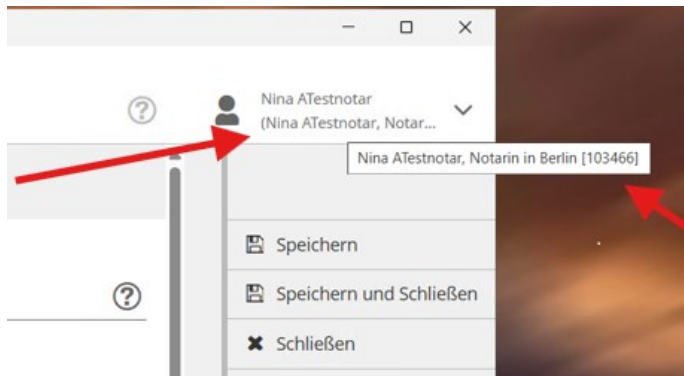 Nina ATestnotar
(Nina ATestnotar, Notar...
Nina ATestnotar, Notarin in Berlin [103466]
Speichern
Speichern und Schließen
Schließen